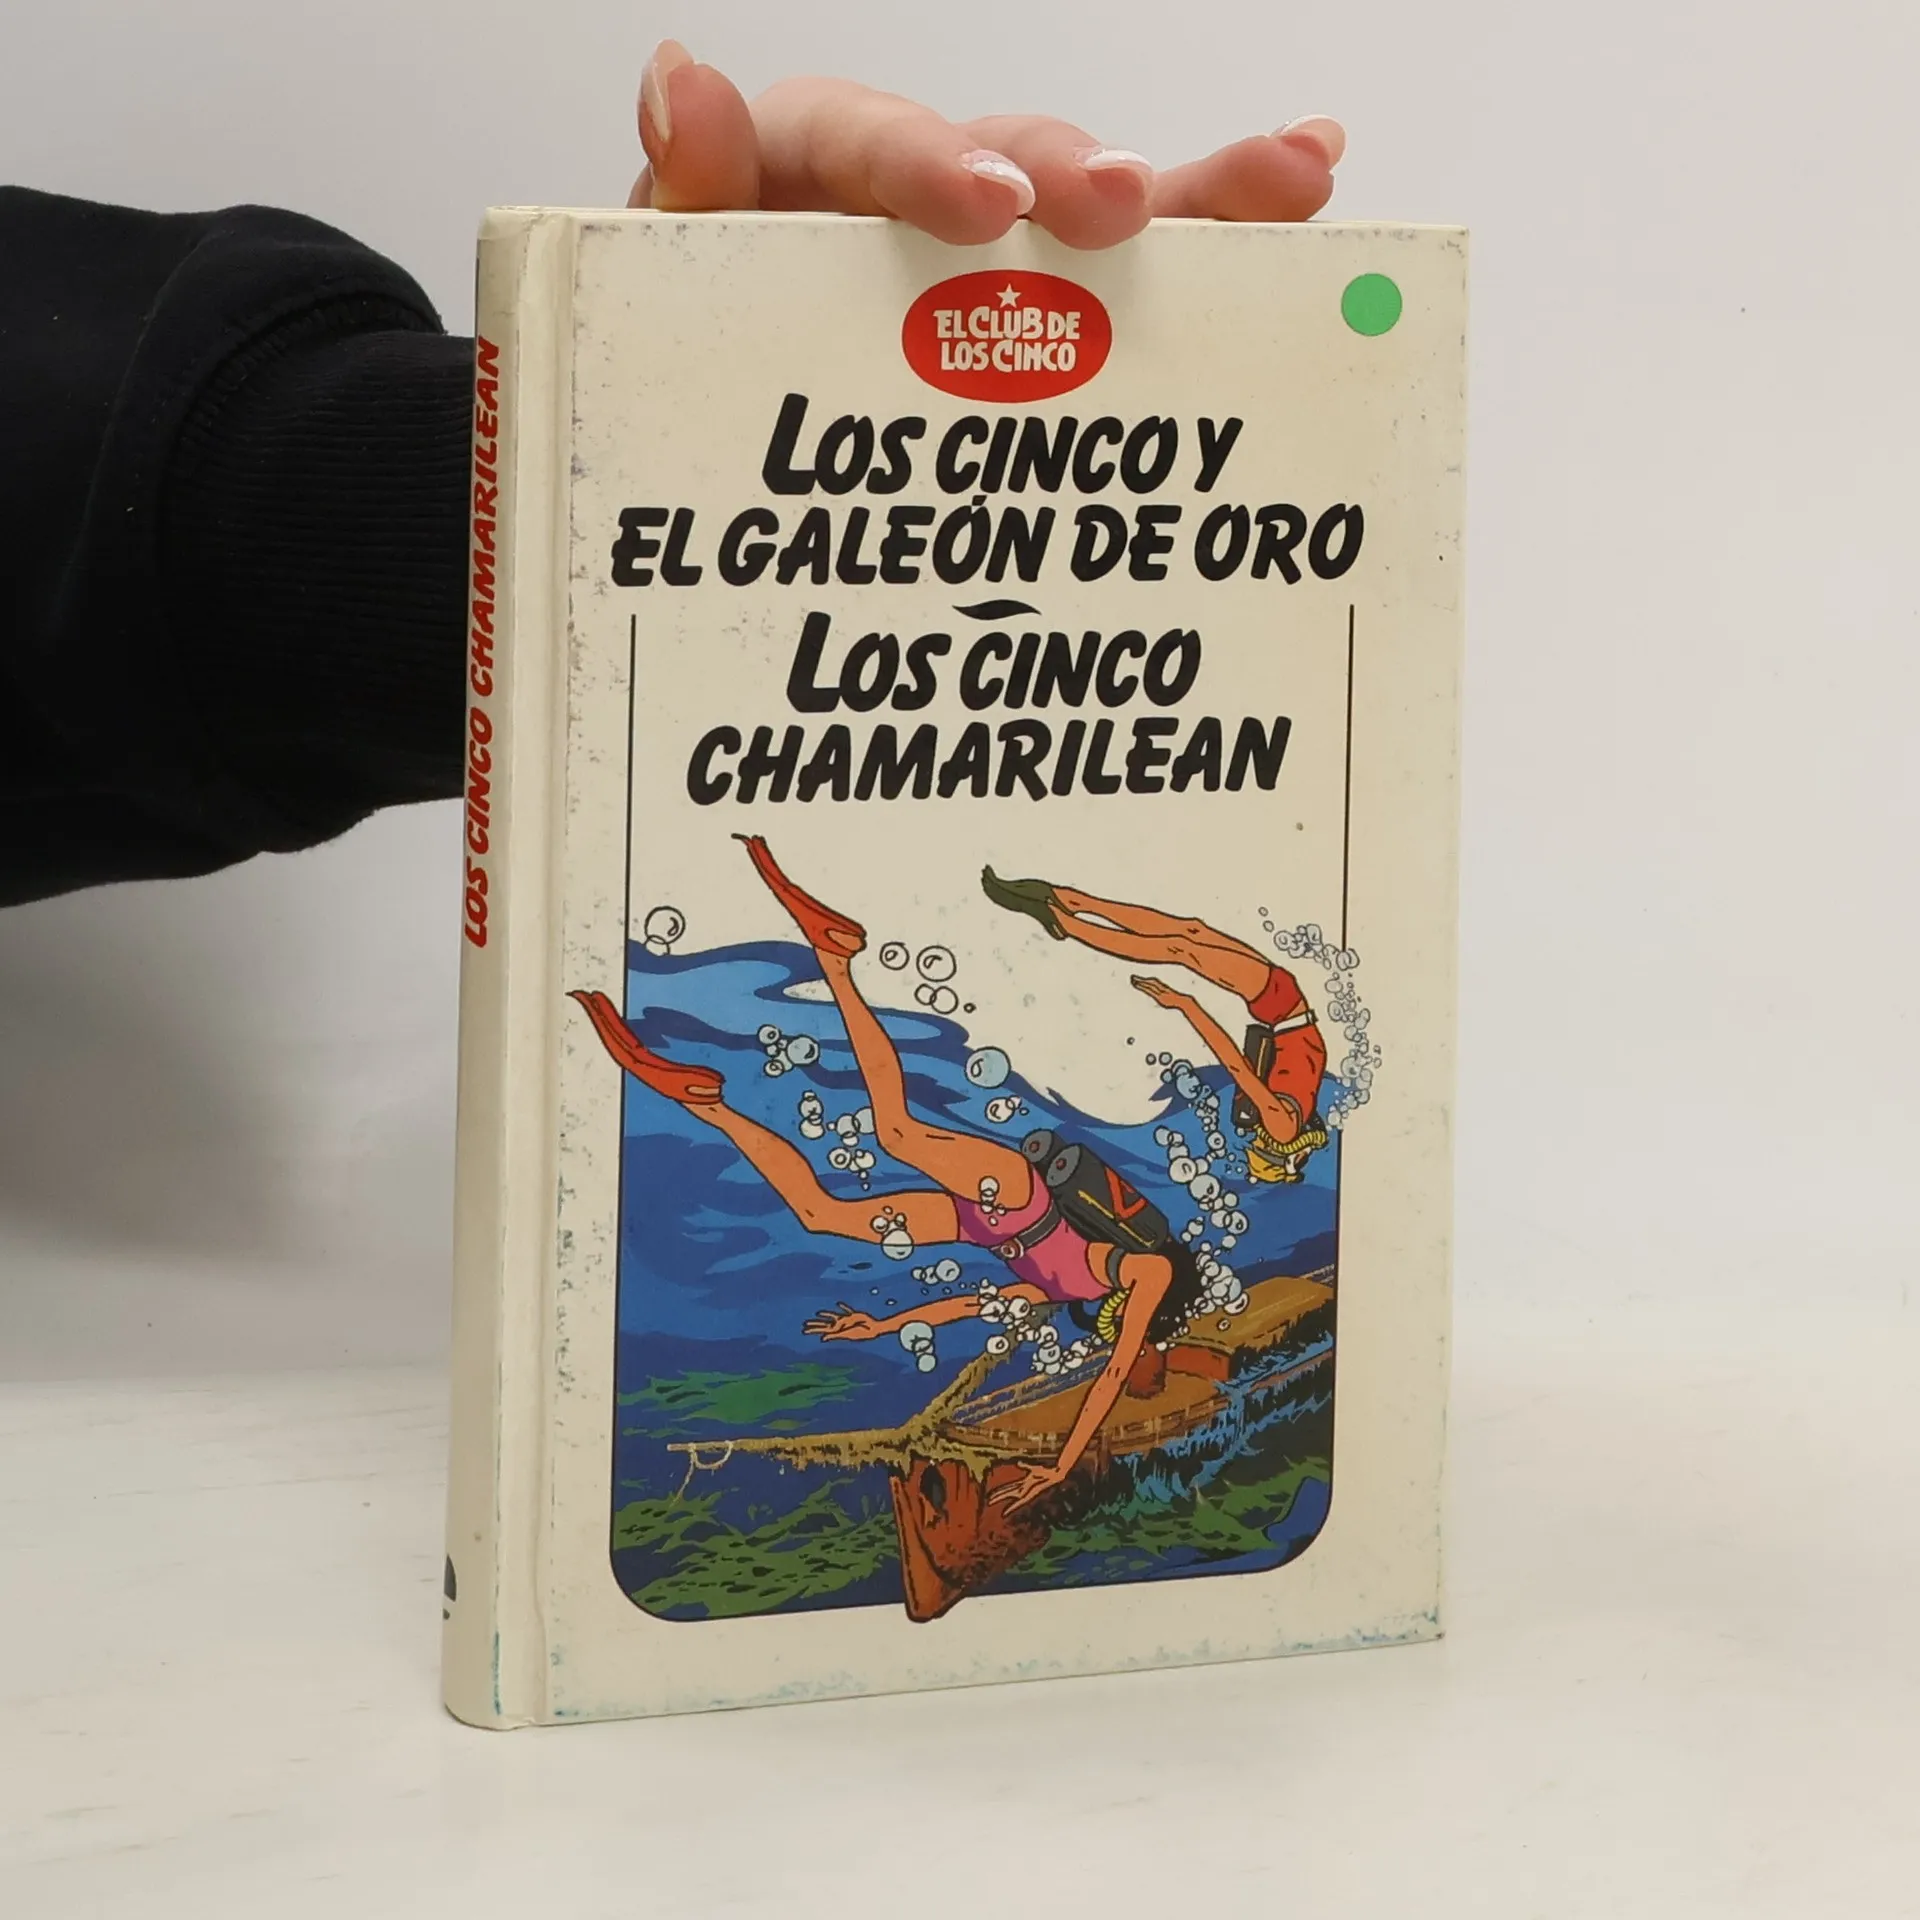 EL CLUB DE
LOS CINCO
LOS CINCO Y
EL GALEÓN DE ORO
LOS CINCO
CHAMARILEAN
LOS CINCO CHAMARILEAN